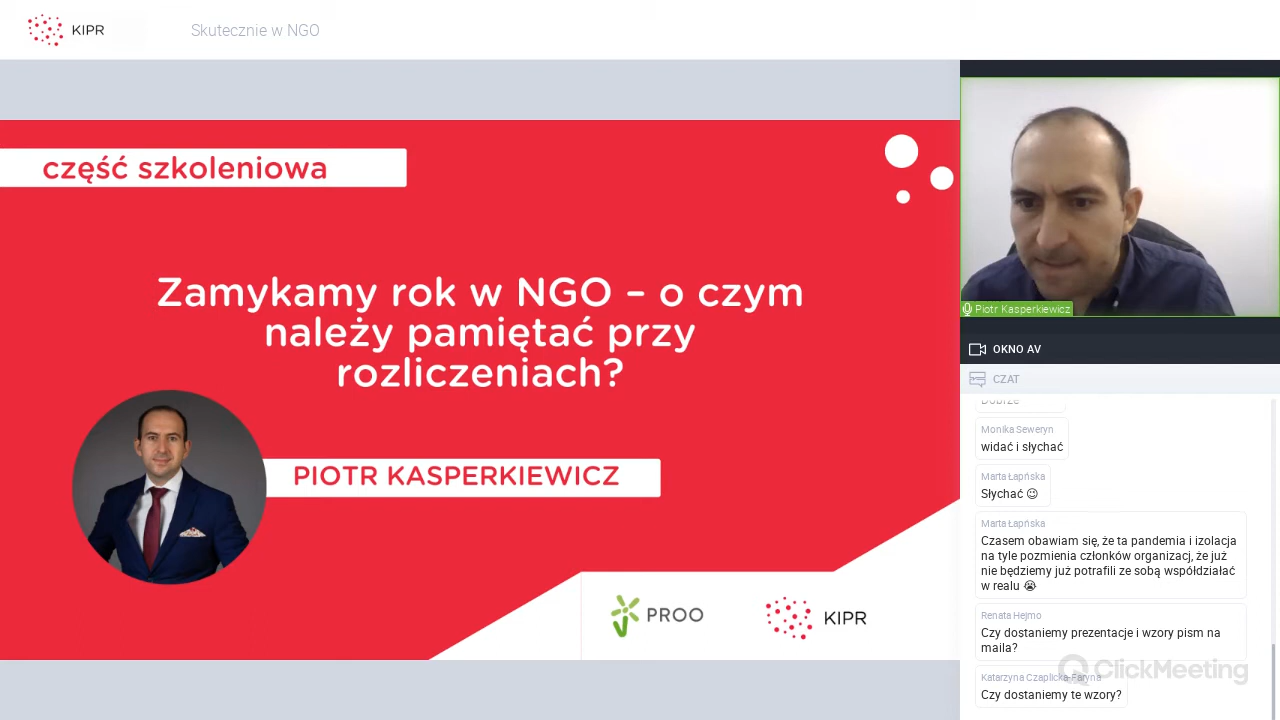 KIPR
Skutecznie w NGO
część szkoleniowa
Zamykamy rok w NGO – o czym
należy pamiętać przy
rozliczeniach?
PIOTR KASPERKIEWICZ
PROO
KIPR
Piotr Kasperkiewicz
OKNO AV
CZAT
Dobrze
Monika Seweryn
widać i słychać
Marta Łapńska
Słychać 😉
Marta Łapńska
Czasem obawiam się, że ta pandemia i izolacja
na tyle pozmienia członków organizacj, że już
nie będziemy już potrafili ze sobą współdziałać
w realu 😭
Renata Hejmo
Czy dostaniemy prezentacje i wzory pism na
maila?
ClickMeeting
Katarzyna Czaplicka-Faryna
Czy dostaniemy te wzory?